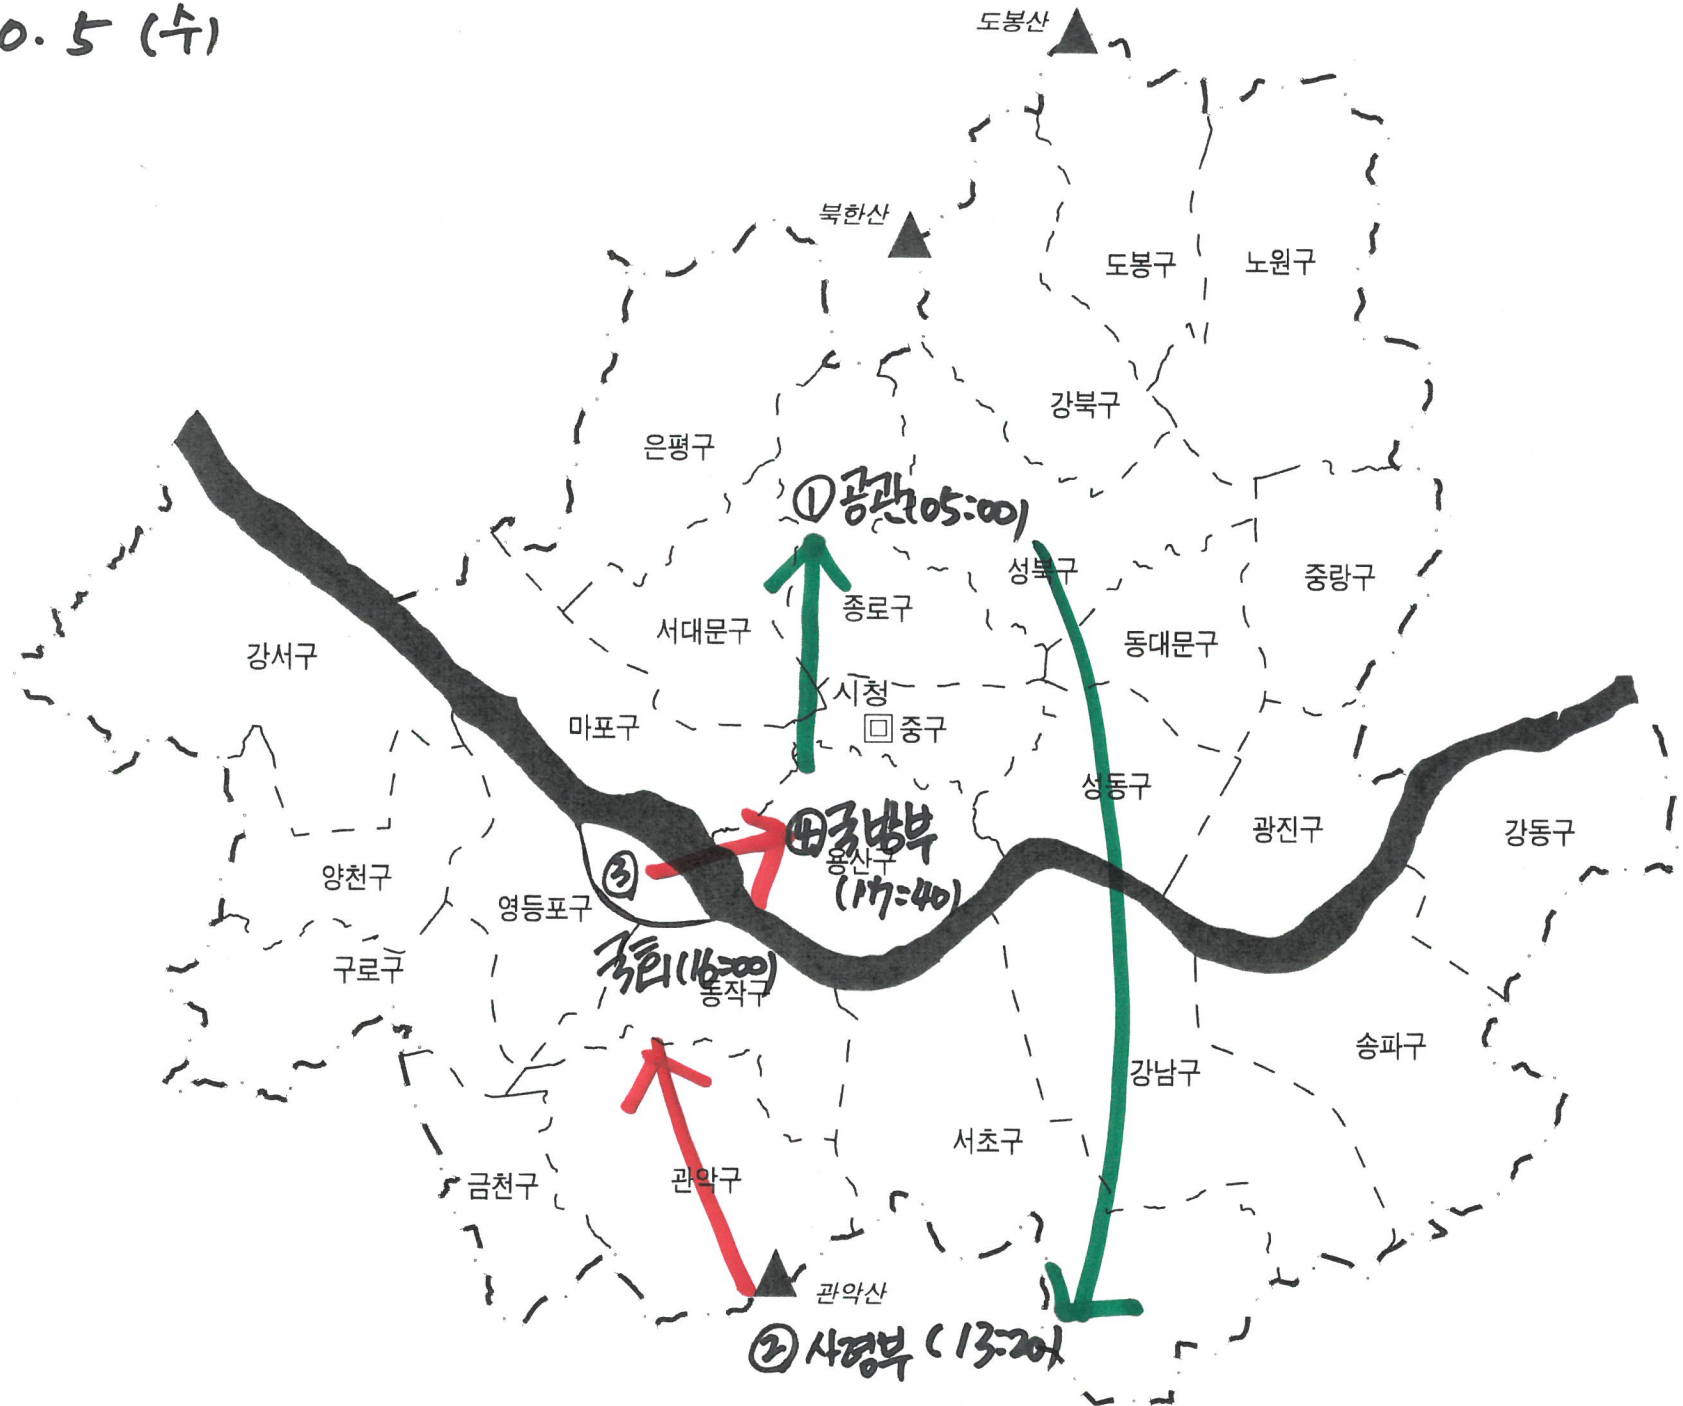 0. 5 (수)
도봉산
북한산
도봉구
노원구
강북구
은평구
① 공관(05:00)
성북구
중랑구
종로구
서대문구
동대문구
강서구
시청
마포구
중구
성동구
④ 국방부
광진구
강동구
용산구
(17:40)
양천구
③
영등포구
국회(16:00)
구로구
동작구
송파구
강남구
서초구
관악구
금천구
관악산
② 사령부 (13:20)